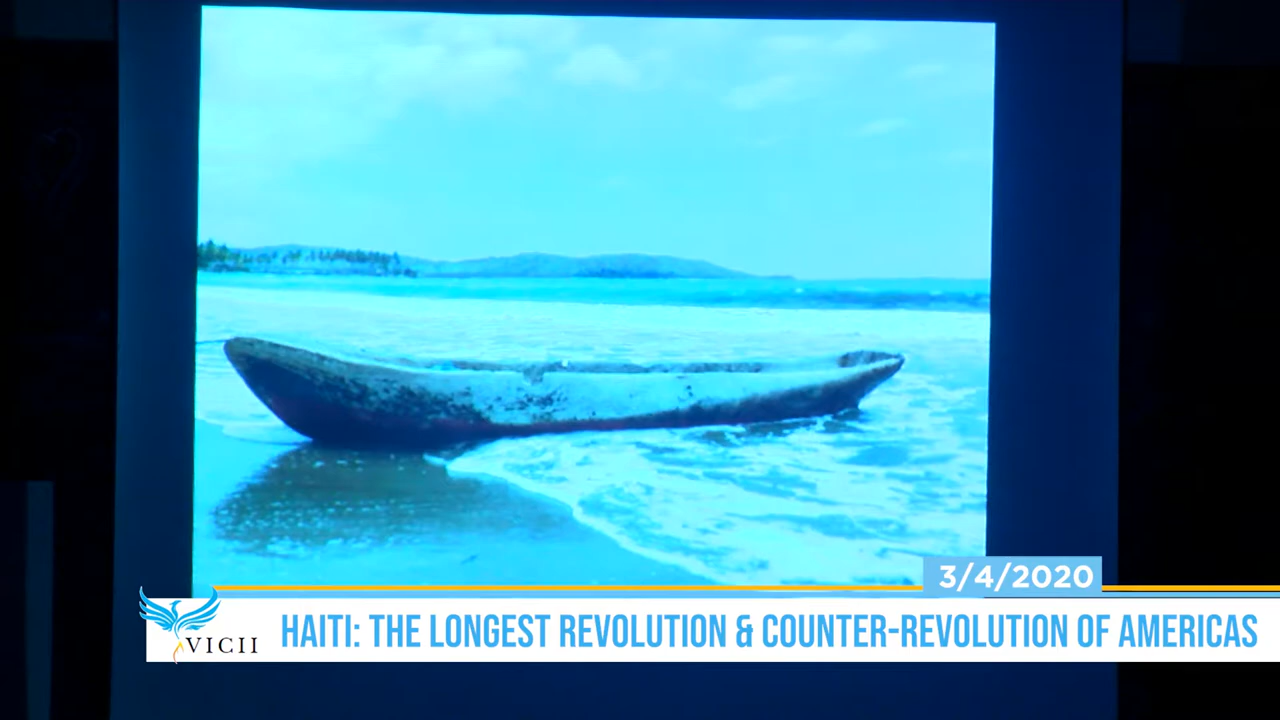 3/4/2020
VICII
HAITI: THE LONGEST REVOLUTION & COUNTER-REVOLUTION OF AMERICAS